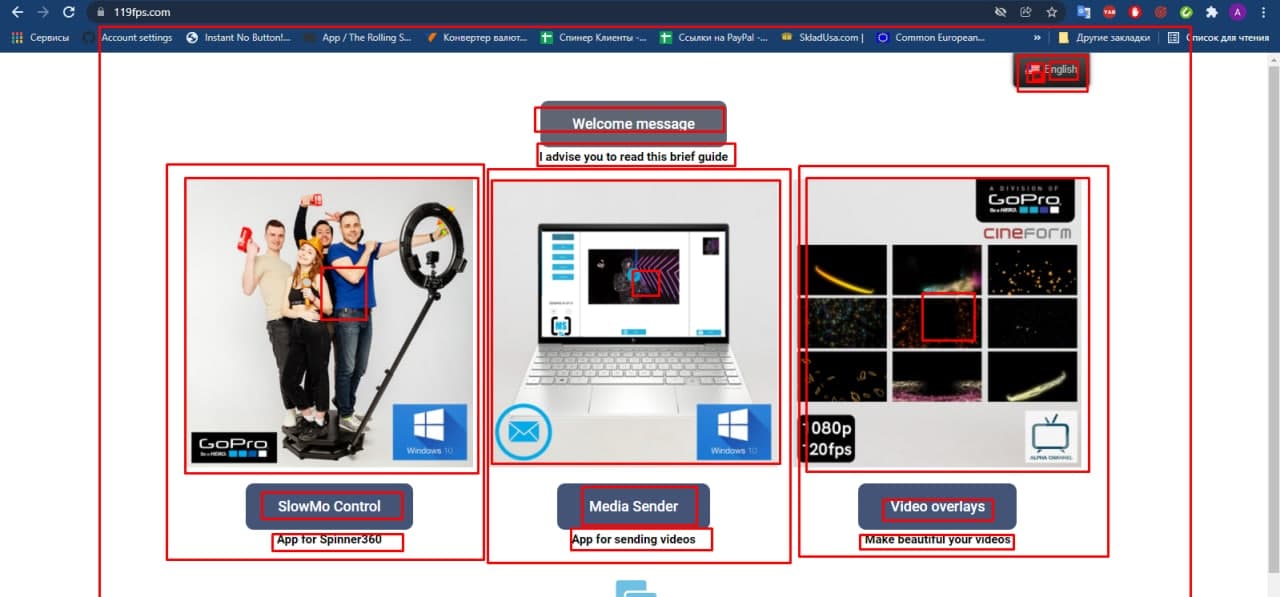 119fps.com
Сервисы
Account settings
Instant No Button!...
App / The Rolling S...
Конвертер валют...
Спинер Клиенты -...
Ссылки на PayPal -...
SkladUsa.com |
Common European...
»
Другие закладки
Список для чтения
YAB
A
English
Welcome message
I advise you to read this brief guide
GoPro
Be a HERO.
Windows 10
MS
Windows 10
A DIVISION OF
GoPro
Be a HERO.
CINEFORM
1080p
120fps
ALPHA CHANNEL
SlowMo Control
App for Spinner360
Media Sender
App for sending videos
Video overlays
Make beautiful your videos